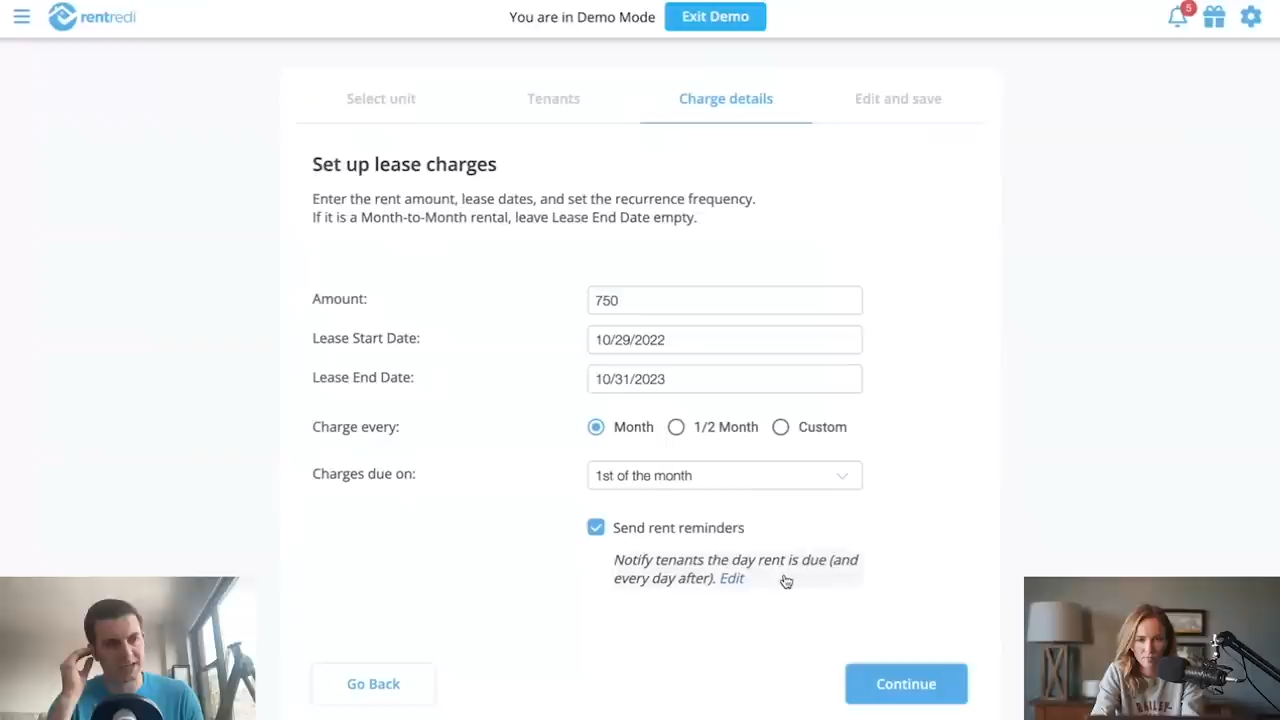 rentredi
You are in Demo Mode
Exit Demo
5
Select unit
Tenants
Charge details
Edit and save
Set up lease charges
Enter the rent amount, lease dates, and set the recurrence frequency.
If it is a Month-to-Month rental, leave Lease End Date empty.
Amount:
750
Lease Start Date:
10/29/2022
Lease End Date:
10/31/2023
Charge every:
Month
1/2 Month
Custom
Charges due on:
1st of the month
Send rent reminders
Notify tenants the day rent is due (and
every day after). Edit
Go Back
Continue